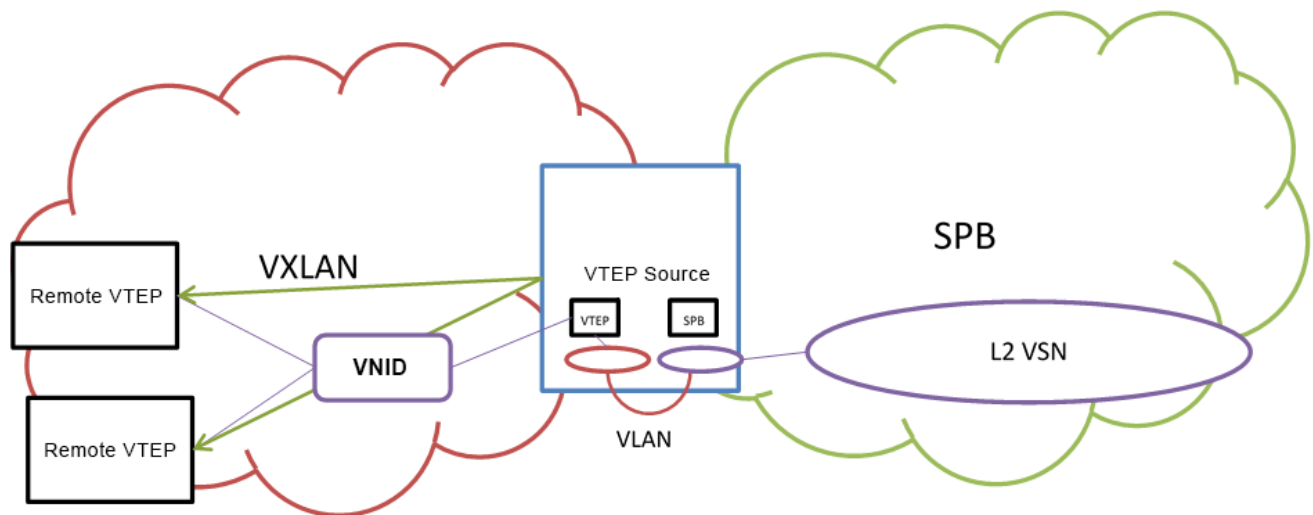 SPB
VXLAN
VTEP Source
Remote VTEP
VTEP
SPB
VNID
L2 VSN
VLAN
Remote VTEP